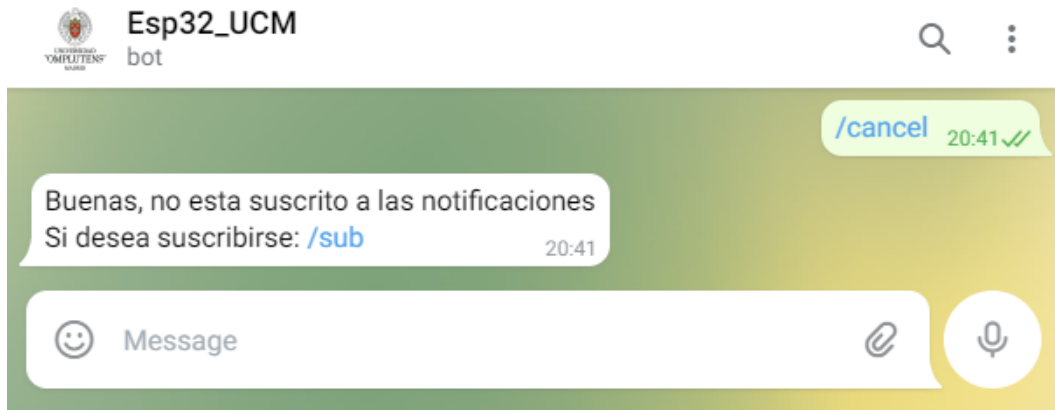 Esp32_UCM
bot
/cancel 20:41
Buenas, no esta suscrito a las notificaciones
Si desea suscribirse: /sub 20:41
Message